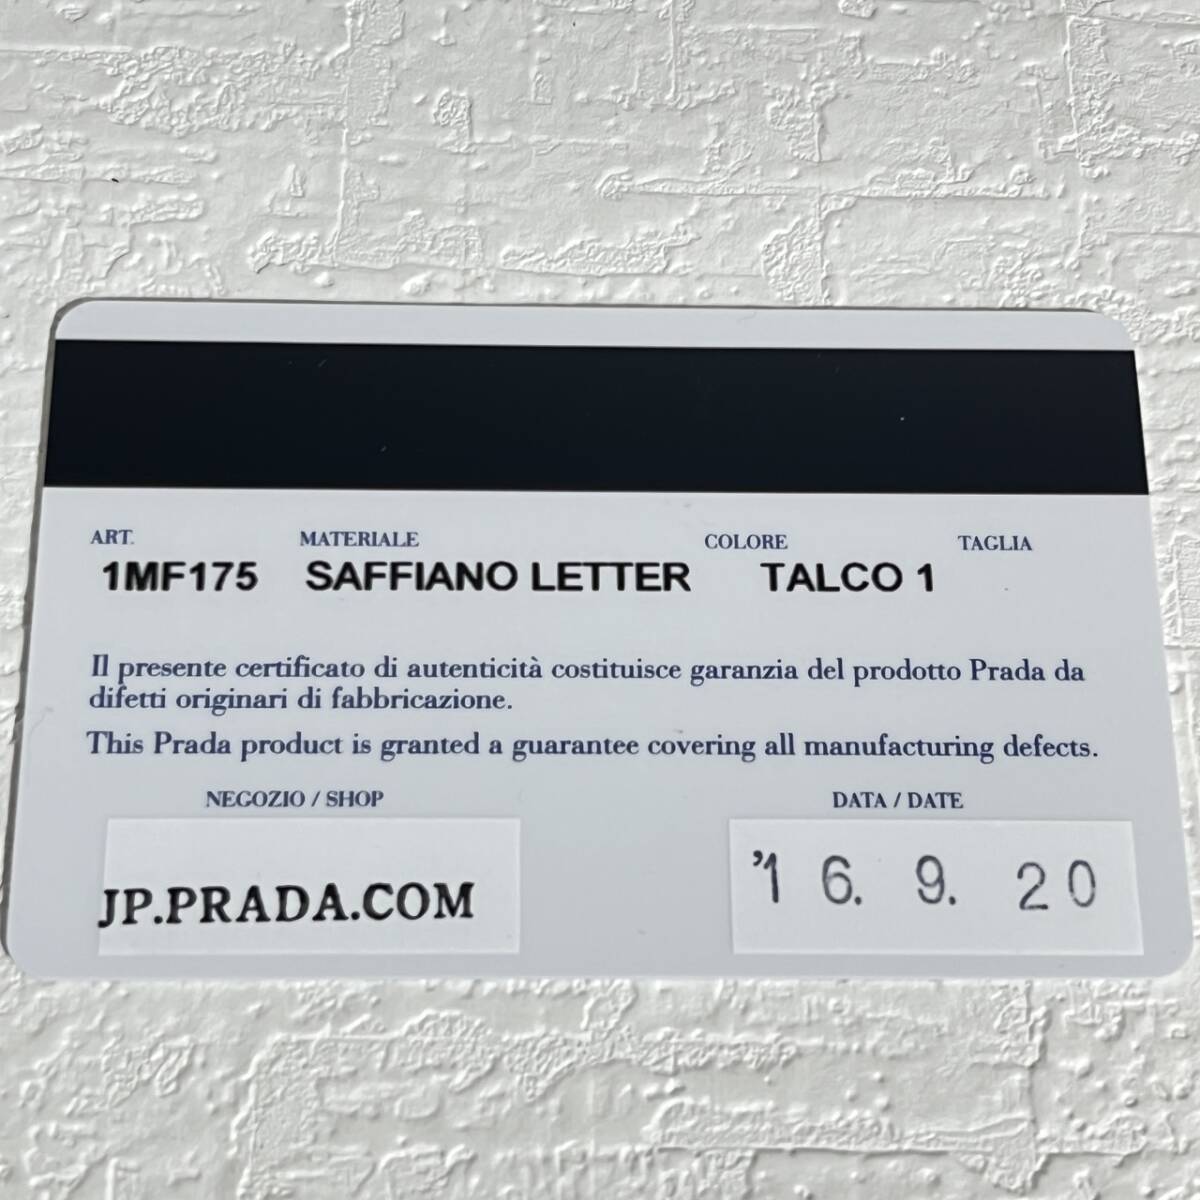 ART. MATERIALE COLORE TAGLIA
1MF175 SAFFIANO LETTER TALCO 1
Il presente certificato di autenticità costituisce garanzia del prodotto Prada da
difetti originari di fabbricazione.
This Prada product is granted a guarantee covering all manufacturing defects.
NEGOZIO / SHOP DATA / DATE
JP.PRADA.COM '16. 9. 20